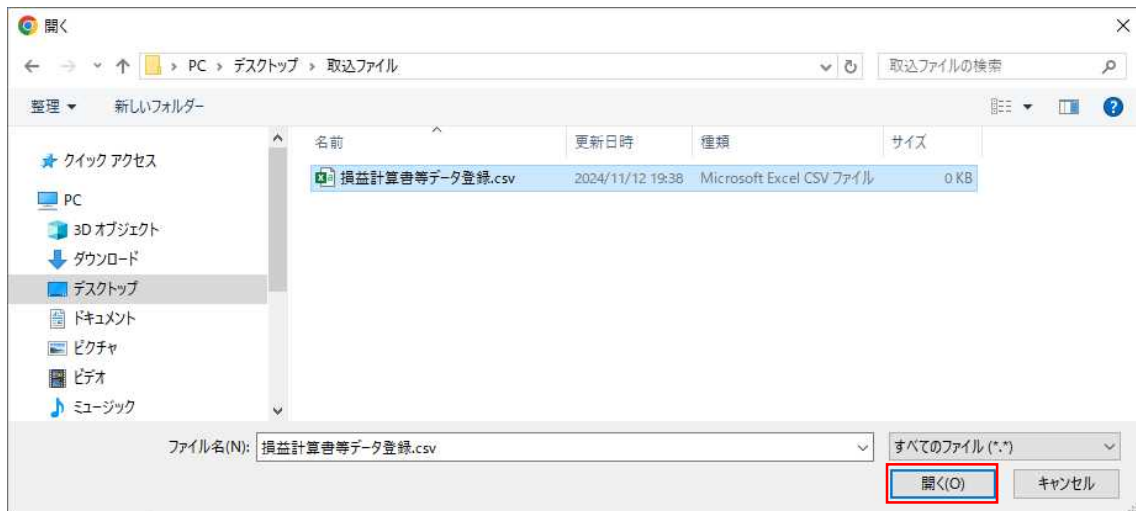 開く
PC › デスクトップ › 取込ファイル
取込ファイルの検索
整理 新しいフォルダー
名前 更新日時 種類 サイズ
クイック アクセス
損益計算書等データ登録.csv 2024/11/12 19:38 Microsoft Excel CSV ファイル 0 KB
PC
3D オブジェクト
ダウンロード
デスクトップ
ドキュメント
ピクチャ
ビデオ
ミュージック
ファイル名(N): 損益計算書等データ登録.csv すべてのファイル (*.*)
開く(O) キャンセル